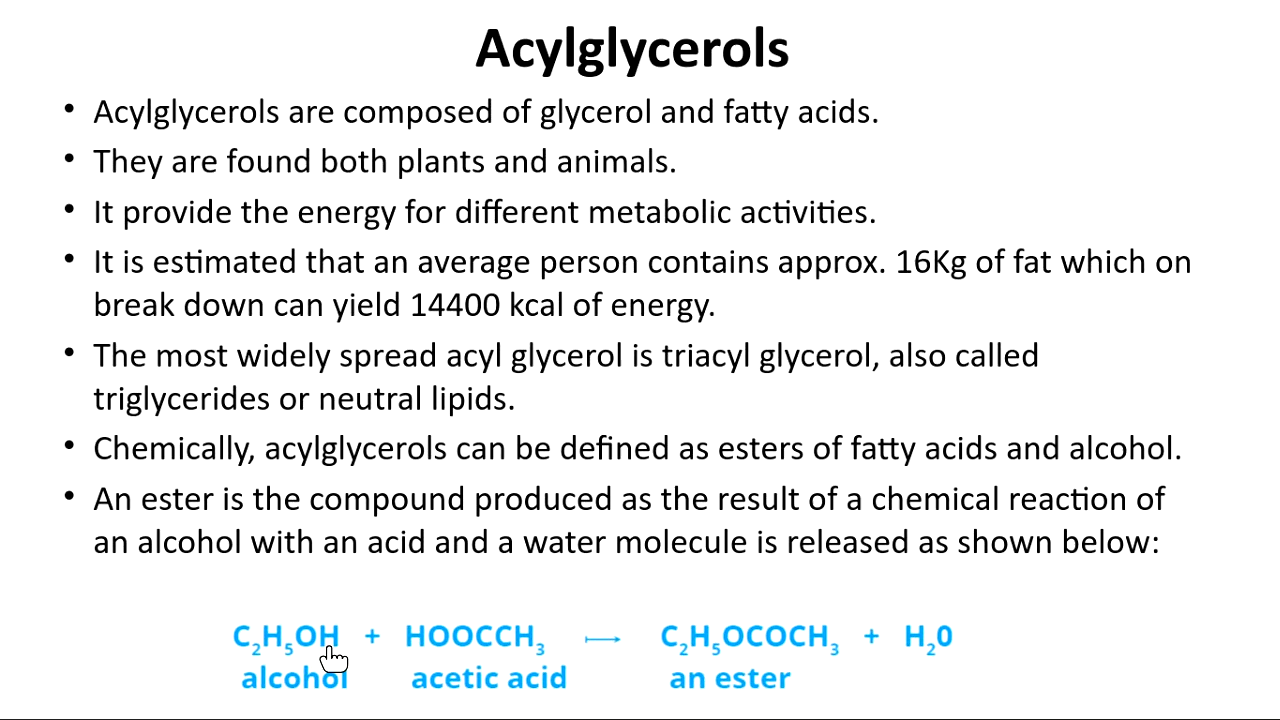 Acylglycerols
• Acylglycerols are composed of glycerol and fatty acids.
• They are found both plants and animals.
• It provide the energy for different metabolic activities.
• It is estimated that an average person contains approx. 16Kg of fat which on
break down can yield 14400 kcal of energy.
• The most widely spread acyl glycerol is triacyl glycerol, also called
triglycerides or neutral lipids.
• Chemically, acylglycerols can be defined as esters of fatty acids and alcohol.
• An ester is the compound produced as the result of a chemical reaction of
an alcohol with an acid and a water molecule is released as shown below:
C₂H₅OH + HOOCCH₃ → C₂H₅OCOCH₃ + H₂0
alcohol acetic acid an ester